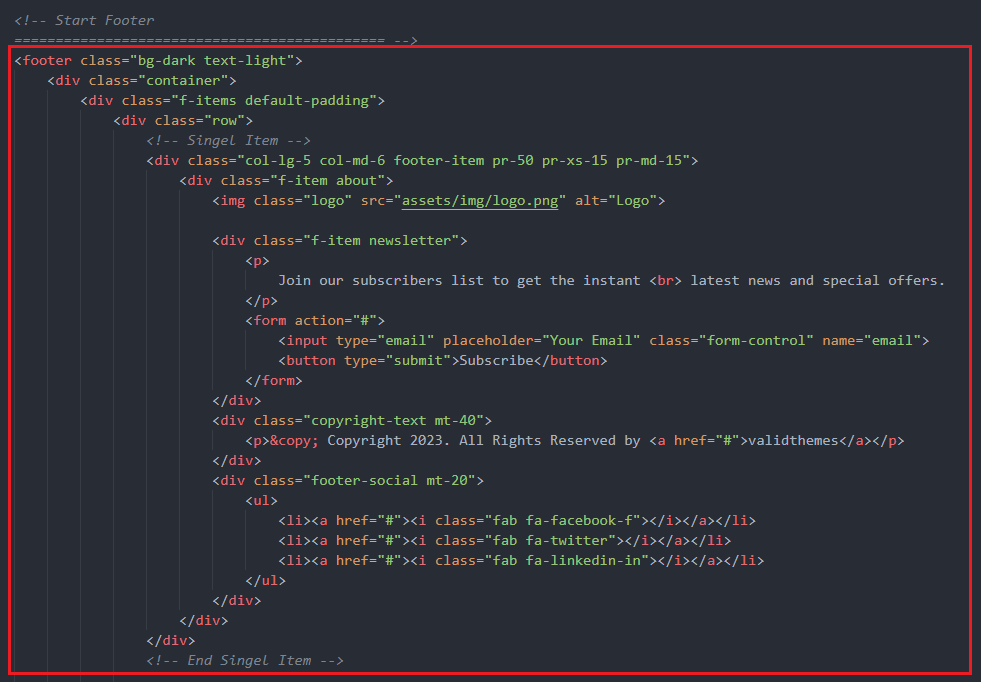 <!-- Start Footer
============================================= -->
<footer class="bg-dark text-light">
<div class="container">
<div class="f-items default-padding">
<div class="row">
<!-- Singel Item -->
<div class="col-lg-5 col-md-6 footer-item pr-50 pr-xs-15 pr-md-15">
<div class="f-item about">
<img class="logo" src="assets/img/logo.png" alt="Logo">
<div class="f-item newsletter">
<p>
Join our subscribers list to get the instant <br> latest news and special offers.
</p>
<form action="#">
<input type="email" placeholder="Your Email" class="form-control" name="email">
<button type="submit">Subscribe</button>
</form>
</div>
<div class="copyright-text mt-40">
<p>&copy; Copyright 2023. All Rights Reserved by <a href="#">validthemes</a></p>
</div>
<div class="footer-social mt-20">
<ul>
<li><a href="#"><i class="fab fa-facebook-f"></i></a></li>
<li><a href="#"><i class="fab fa-twitter"></i></a></li>
<li><a href="#"><i class="fab fa-linkedin-in"></i></a></li>
</ul>
</div>
</div>
</div>
<!-- End Singel Item -->